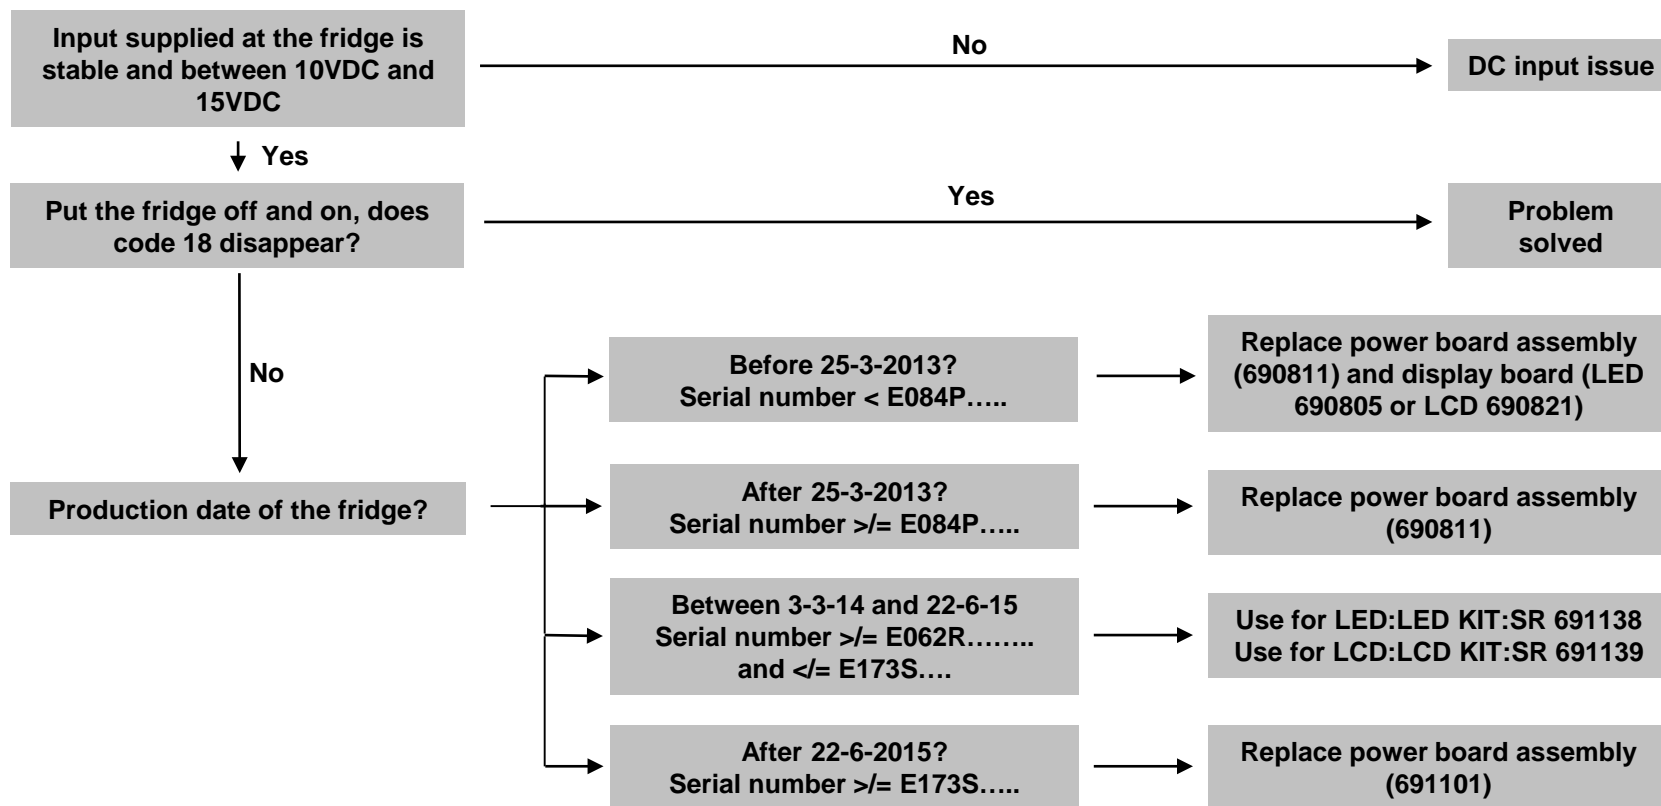 Input supplied at the fridge is
stable and between 10VDC and
15VDC
No
DC input issue
Yes
Put the fridge off and on, does
code 18 disappear?
Yes
Problem
solved
No
Before 25-3-2013?
Serial number < E084P…..
Replace power board assembly
(690811) and display board (LED
690805 or LCD 690821)
Production date of the fridge?
After 25-3-2013?
Serial number >/= E084P…..
Replace power board assembly
(690811)
Between 3-3-14 and 22-6-15
Serial number >/= E062R……..
and </= E173S….
Use for LED:LED KIT:SR 691138
Use for LCD:LCD KIT:SR 691139
After 22-6-2015?
Serial number >/= E173S…..
Replace power board assembly
(691101)